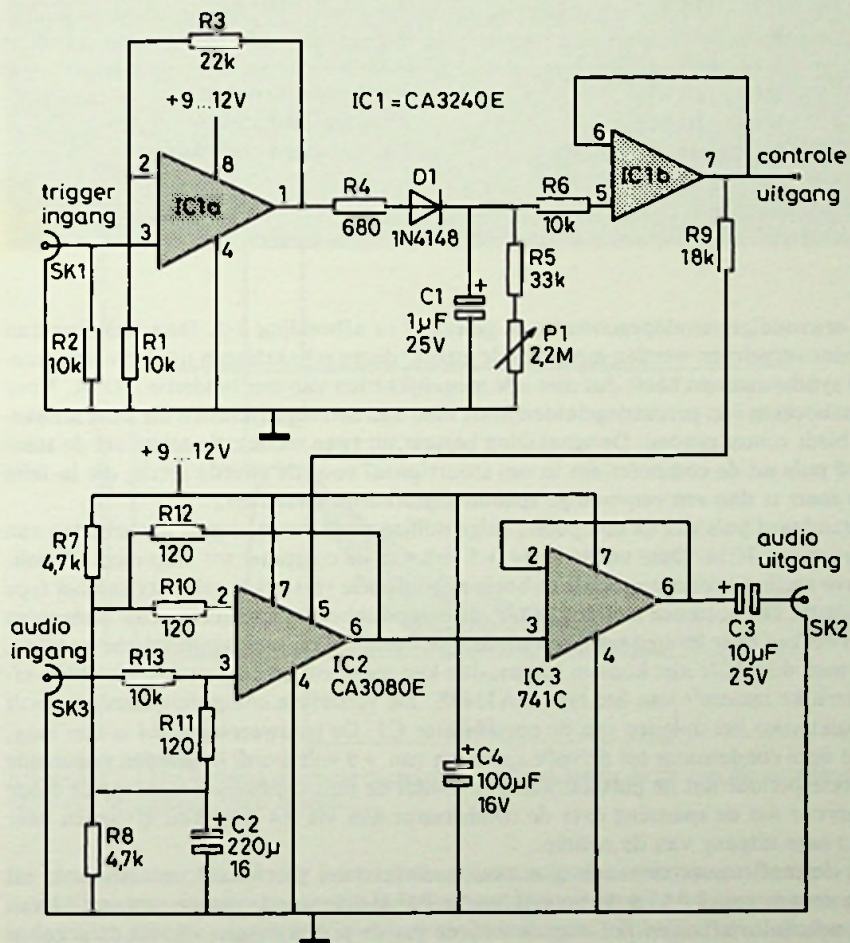 R3
22k
+9...12V
IC1 = CA3240E
2
8
IC1a
1
3
4
trigger
ingang
SK1
R2
10k
R1
10k
R4
680
D1
1N4148
C1
1µF
25V
+
R5
33k
P1
2,2M
R6
10k
6
5
IC1b
7
controle
uitgang
R9
18k
+9...12V
R7
4,7k
R12
120
R10
120
2
7
5
6
3
4
IC2
CA3080E
audio
ingang
SK3
R13
10k
R11
120
R8
4,7k
+
C2
220µ
16
+
C4
100µF
16V
2
7
6
3
4
IC3
741C
audio
uitgang
+
C3
10µF
25V
SK2